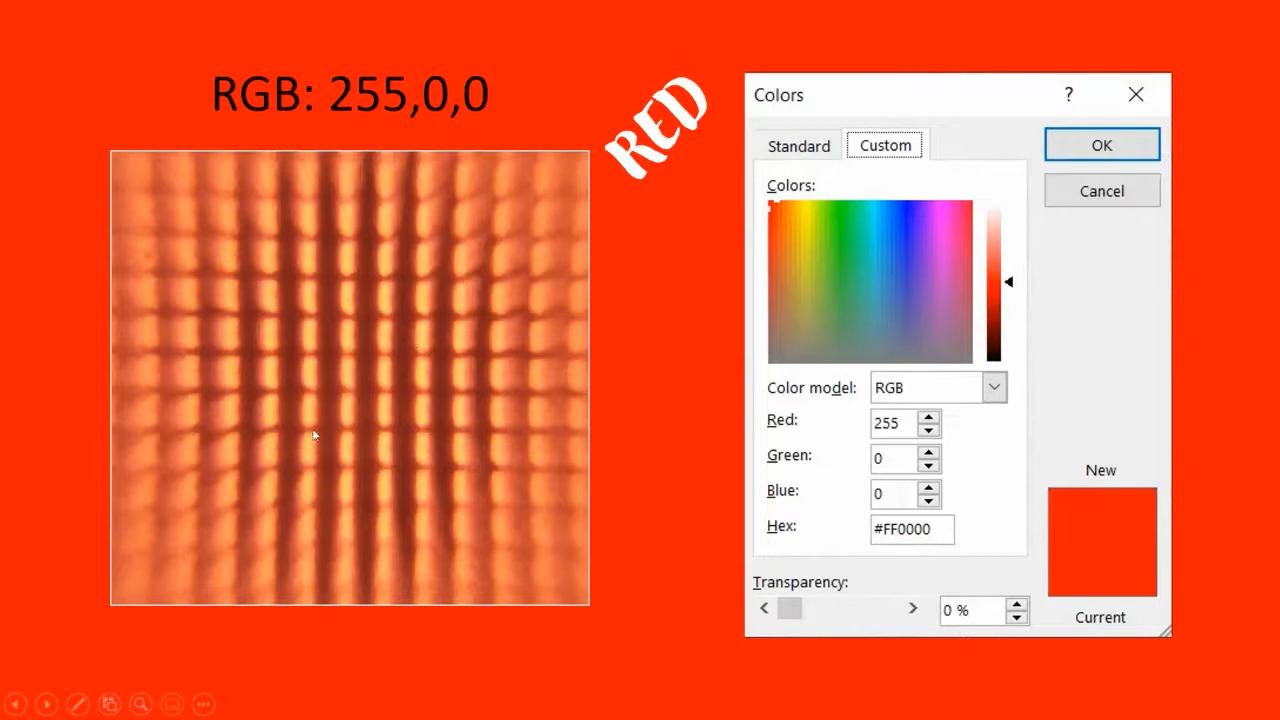 RGB: 255,0,0
RED
Colors
?
Standard
Custom
OK
Cancel
Colors:
Color model: RGB
Red: 255
Green: 0
Blue: 0
Hex: #FF0000
Transparency:
0 %
New
Current